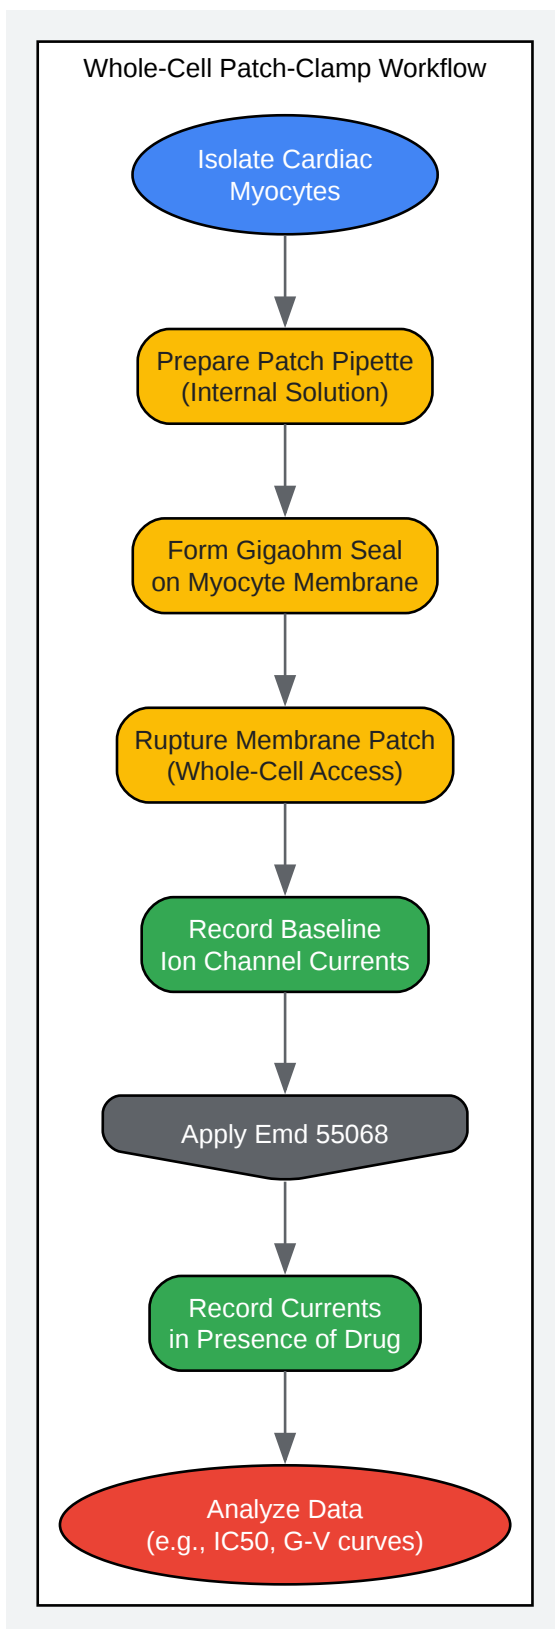 Whole-Cell Patch-Clamp Workflow
Isolate Cardiac
Myocytes
Prepare Patch Pipette
(Internal Solution)
Form Gigaohm Seal
on Myocyte Membrane
Rupture Membrane Patch
(Whole-Cell Access)
Record Baseline
Ion Channel Currents
Apply Emd 55068
Record Currents
in Presence of Drug
Analyze Data
(e.g., IC50, G-V curves)